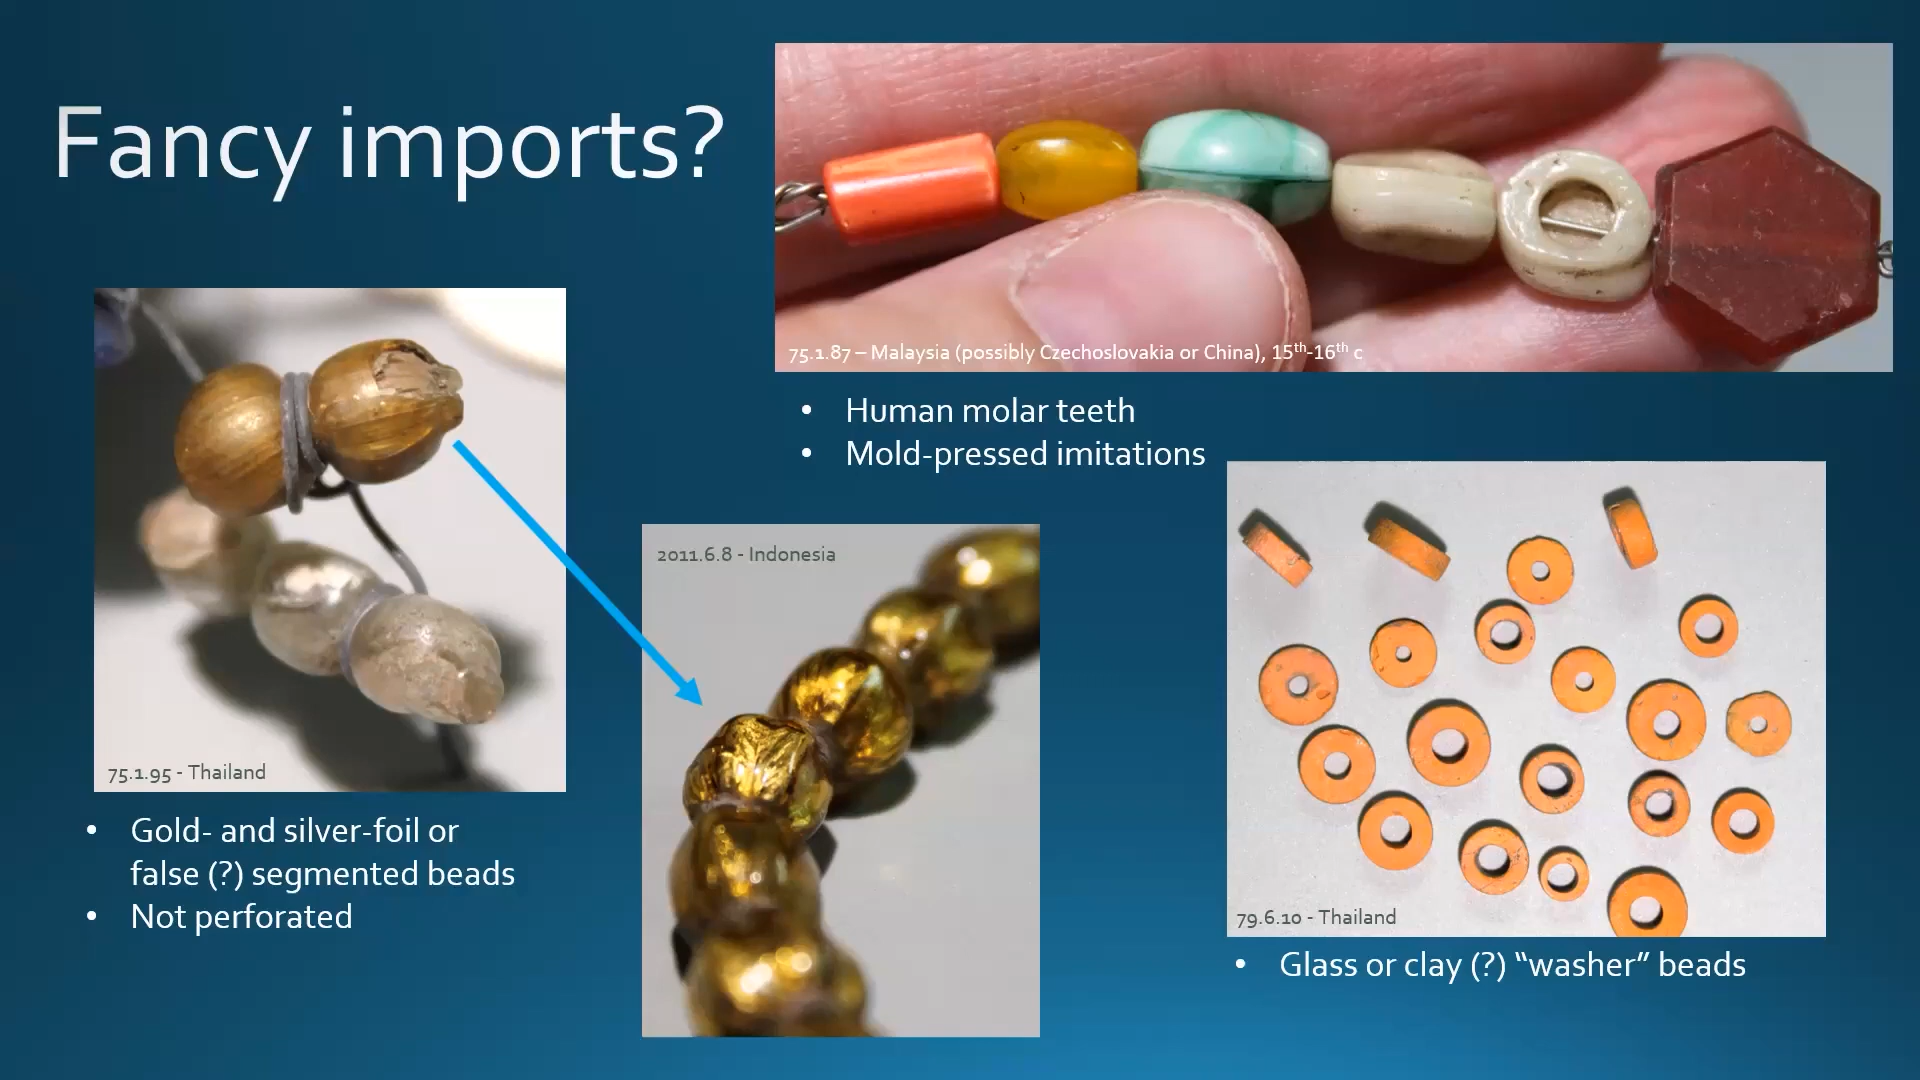 Fancy imports?
75.1.87 – Malaysia (possibly Czechoslovakia or China), 15th-16th c
• Human molar teeth
• Mold-pressed imitations
75.1.95 - Thailand
• Gold- and silver-foil or
false (?) segmented beads
• Not perforated
2011.6.8 - Indonesia
79.6.10 - Thailand
• Glass or clay (?) “washer” beads